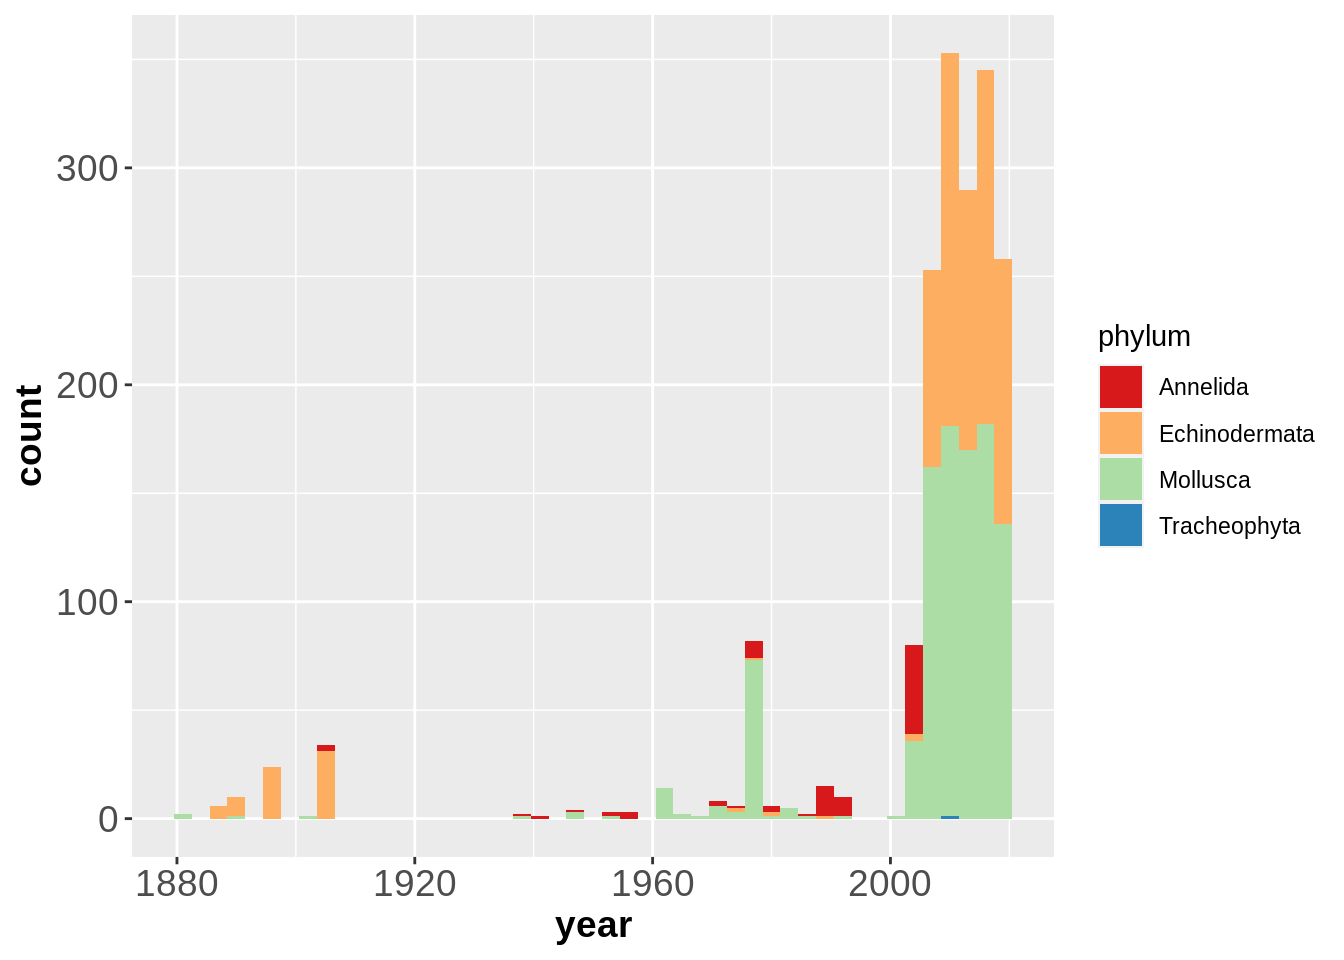 300
200
100
0
count
1880 1920 1960 2000
year
phylum
Annelida
Echinodermata
Mollusca
Tracheophyta